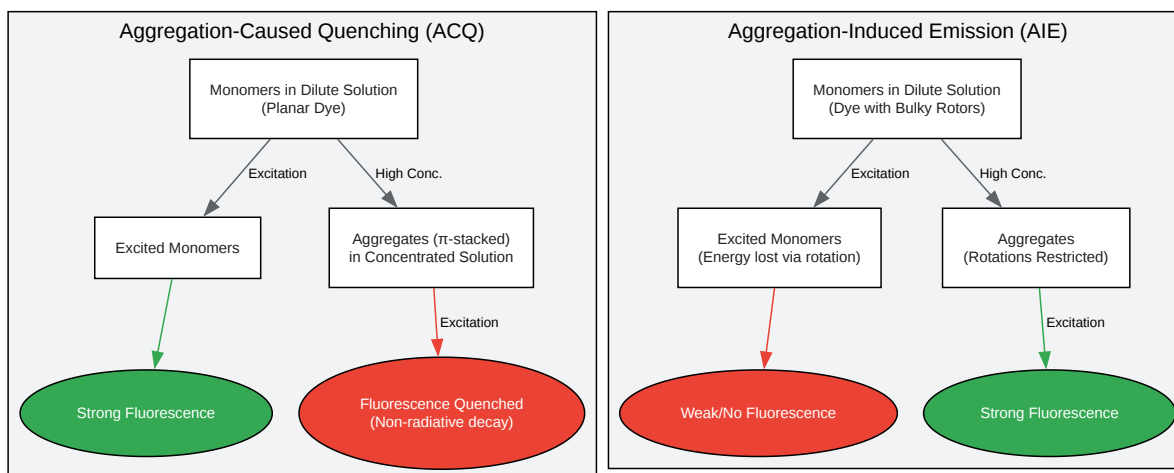 Aggregation-Caused Quenching (ACQ)
Monomers in Dilute Solution
(Planar Dye)
Excitation
High Conc.
Excited Monomers
Aggregates (π-stacked)
in Concentrated Solution
Excitation
Strong Fluorescence
Fluorescence Quenched
(Non-radiative decay)
Aggregation-Induced Emission (AIE)
Monomers in Dilute Solution
(Dye with Bulky Rotors)
Excitation
High Conc.
Excited Monomers
(Energy lost via rotation)
Aggregates
(Rotations Restricted)
Excitation
Weak/No Fluorescence
Strong Fluorescence